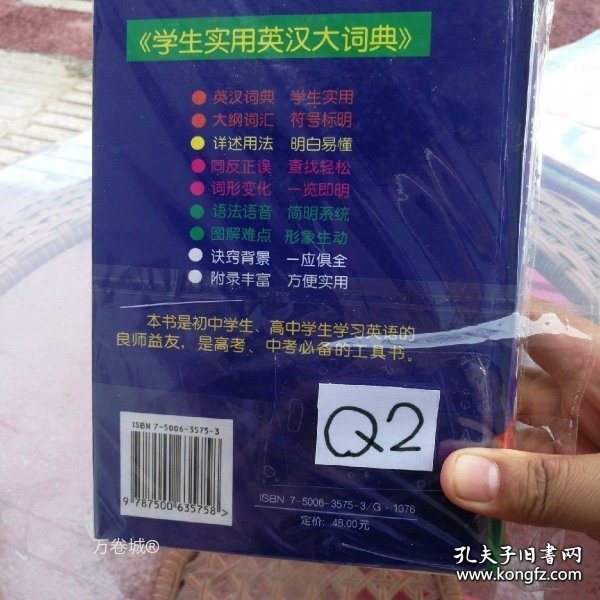 《学生实用英汉大词典》
● 英汉词典 学生实用
● 大纲词汇 符号标明
● 详述用法 明白易懂
● 同反正误 查找轻松
● 词形变化 一览即明
● 语法语音 简明系统
● 图解难点 形象生动
● 诀窍背景 一应俱全
● 附录丰富 方便实用
本书是初中学生、高中学生学习英语的
良师益友，是高考、中考必备的工具书。
ISBN 7-5006-3575-3
9 787500 635758 >
Q2
ISBN 7-5006-3575-3/G·1076
定价: 48.00元
万卷城®
孔夫子旧书网
www.kongfz.com